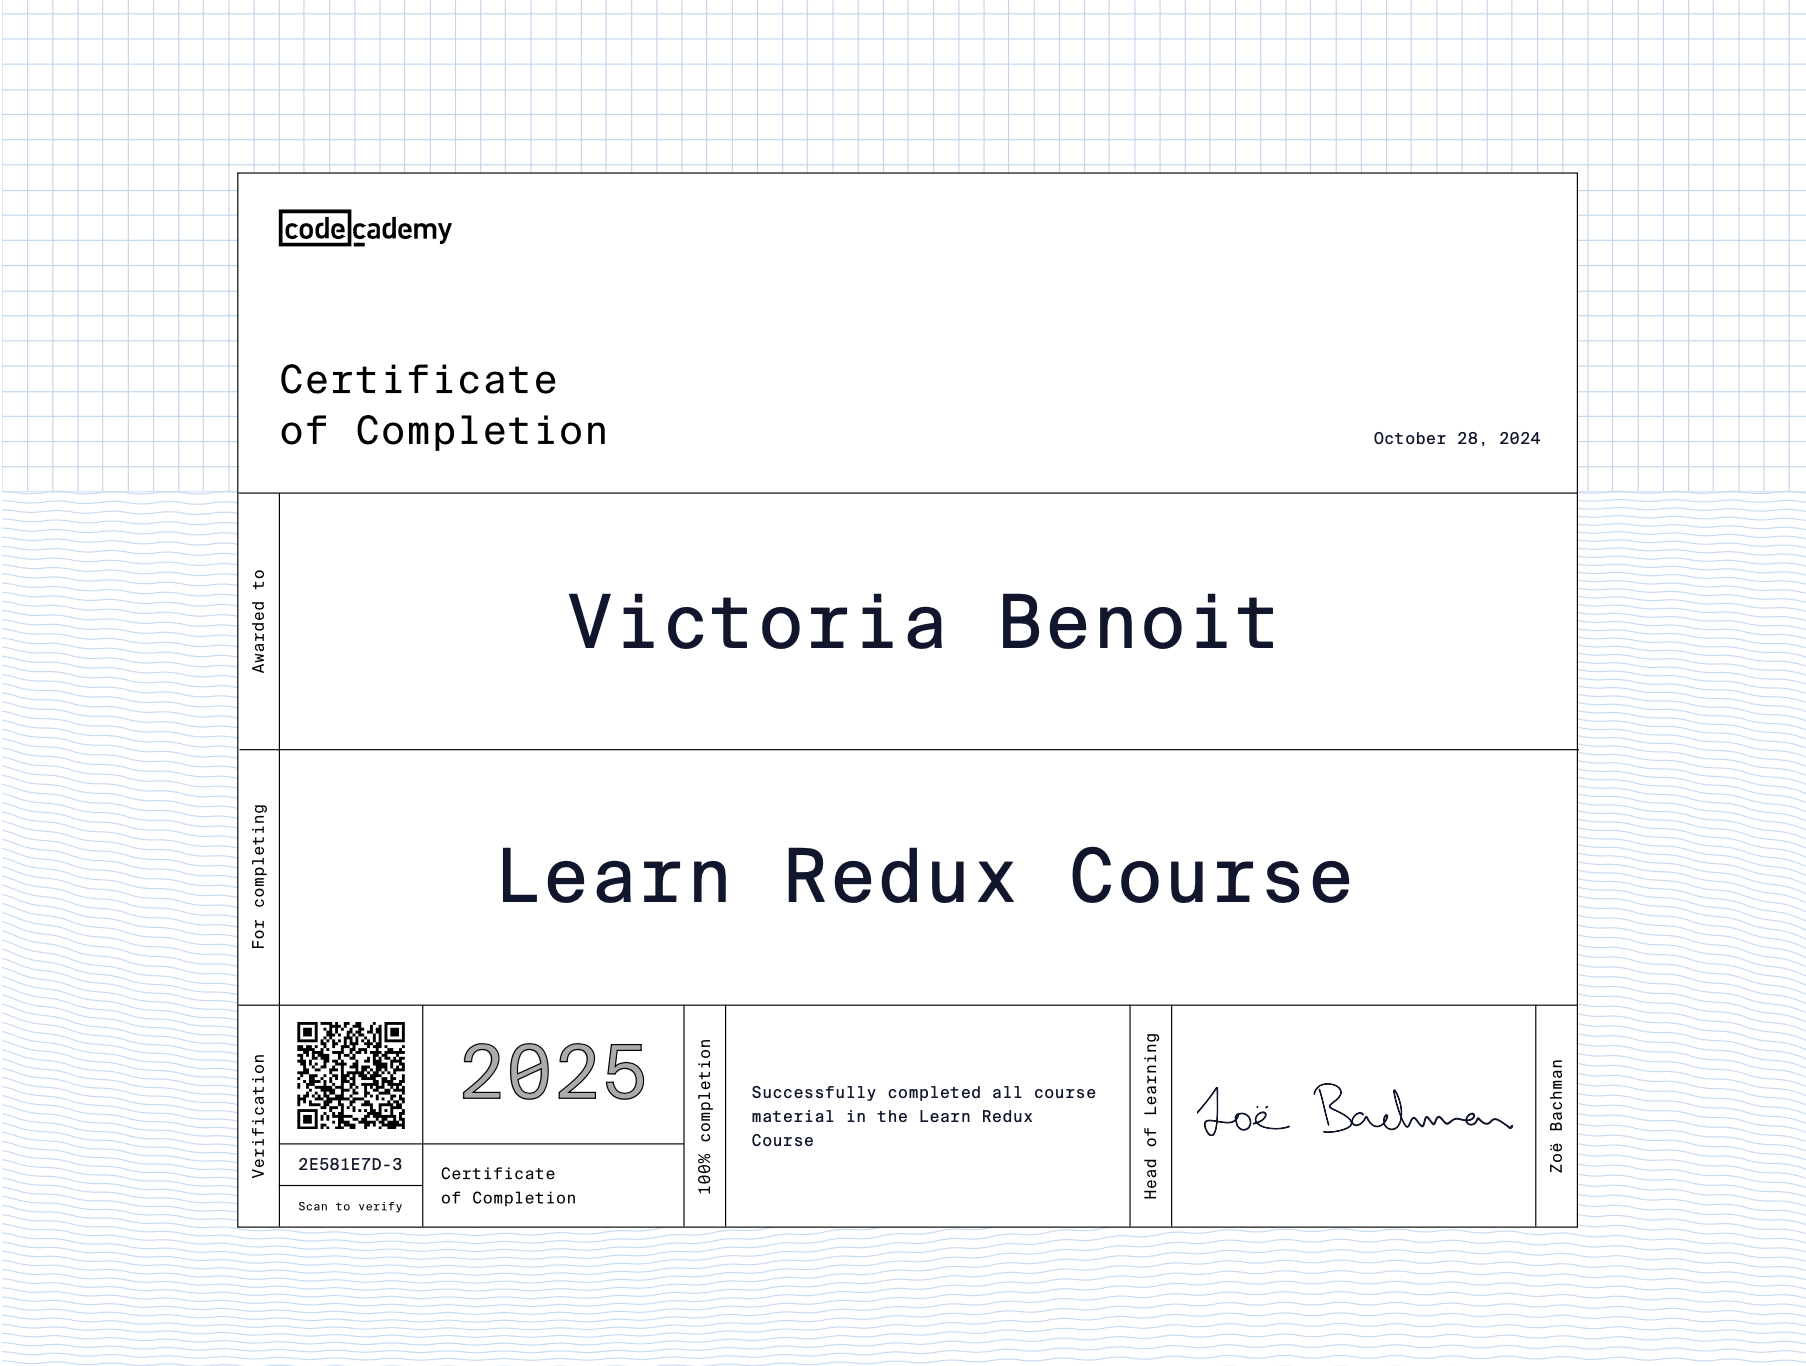 codecademy
Certificate
of Completion
October 28, 2024
Awarded to
Victoria Benoit
For completing
Learn Redux Course
Verification
2E581E7D-3
Scan to verify
2025
Certificate
of Completion
100% completion
Successfully completed all course
material in the Learn Redux
Course
Head of Learning
Zoë Bachman
Zoë Bachman